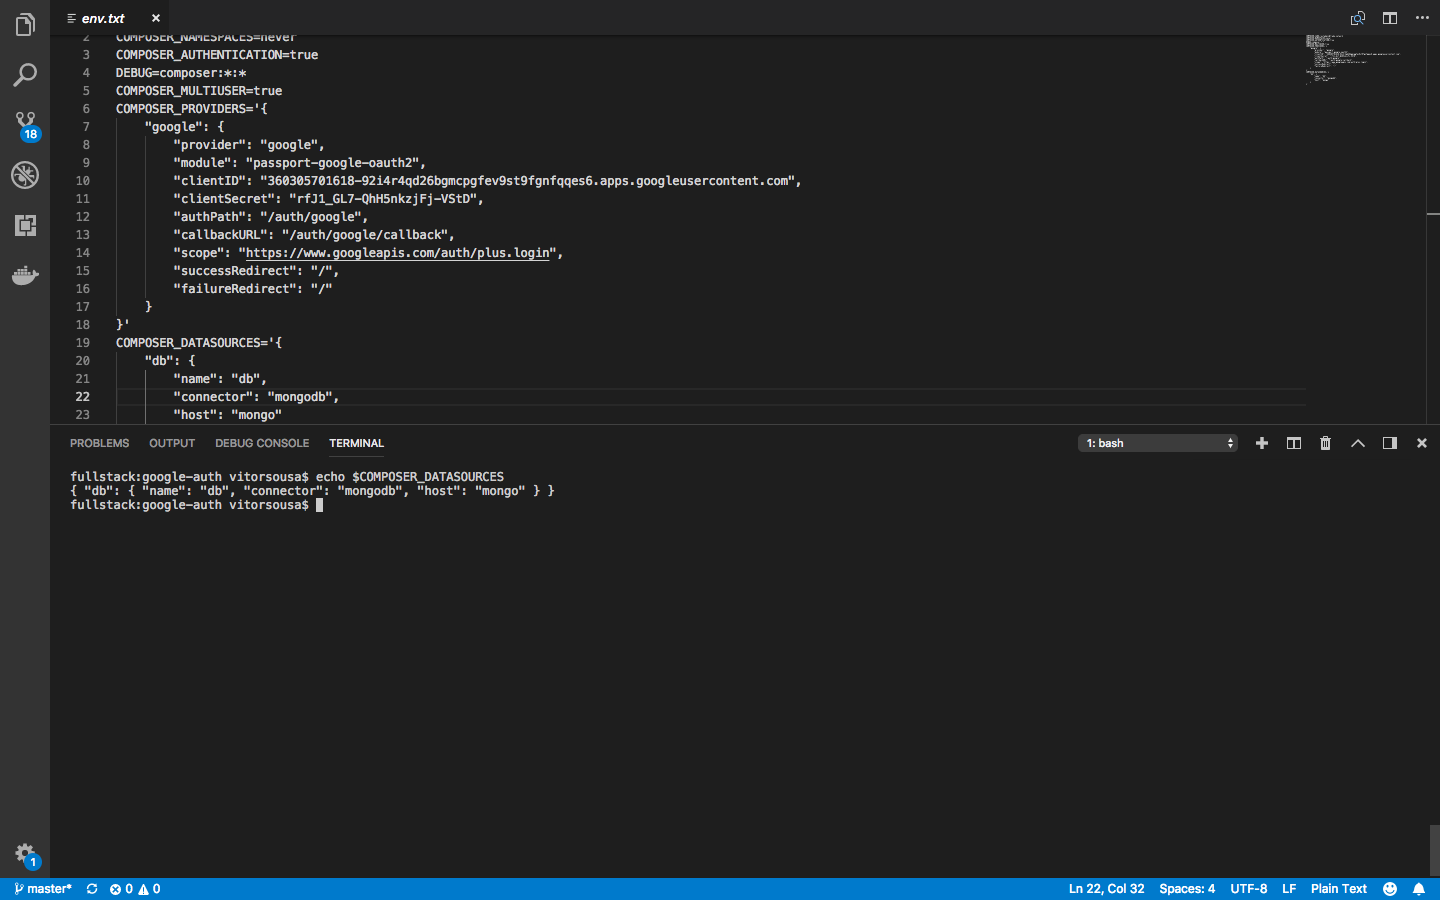 env.txt
2 COMPOSER_NAMESPACES=never
3 COMPOSER_AUTHENTICATION=true
4 DEBUG=composer:*:*
5 COMPOSER_MULTIUSER=true
6 COMPOSER_PROVIDERS='{
7 "google": {
8 "provider": "google",
9 "module": "passport-google-oauth2",
10 "clientID": "360305701618-92i4r4qd26bgmcpgfev9st9fgnfqqes6.apps.googleusercontent.com",
11 "clientSecret": "rfJ1_GL7-QhH5nkzjFj-VStD",
12 "authPath": "/auth/google",
13 "callbackURL": "/auth/google/callback",
14 "scope": "https://www.googleapis.com/auth/plus.login",
15 "successRedirect": "/",
16 "failureRedirect": "/"
17 }
18 }'
19 COMPOSER_DATASOURCES='{
20 "db": {
21 "name": "db",
22 "connector": "mongodb",
23 "host": "mongo"
18
PROBLEMS OUTPUT DEBUG CONSOLE TERMINAL 1: bash
fullstack:google-auth vitorsousa$ echo $COMPOSER_DATASOURCES
{ "db": { "name": "db", "connector": "mongodb", "host": "mongo" } }
fullstack:google-auth vitorsousa$
1
master* 0 0 Ln 22, Col 32 Spaces: 4 UTF-8 LF Plain Text